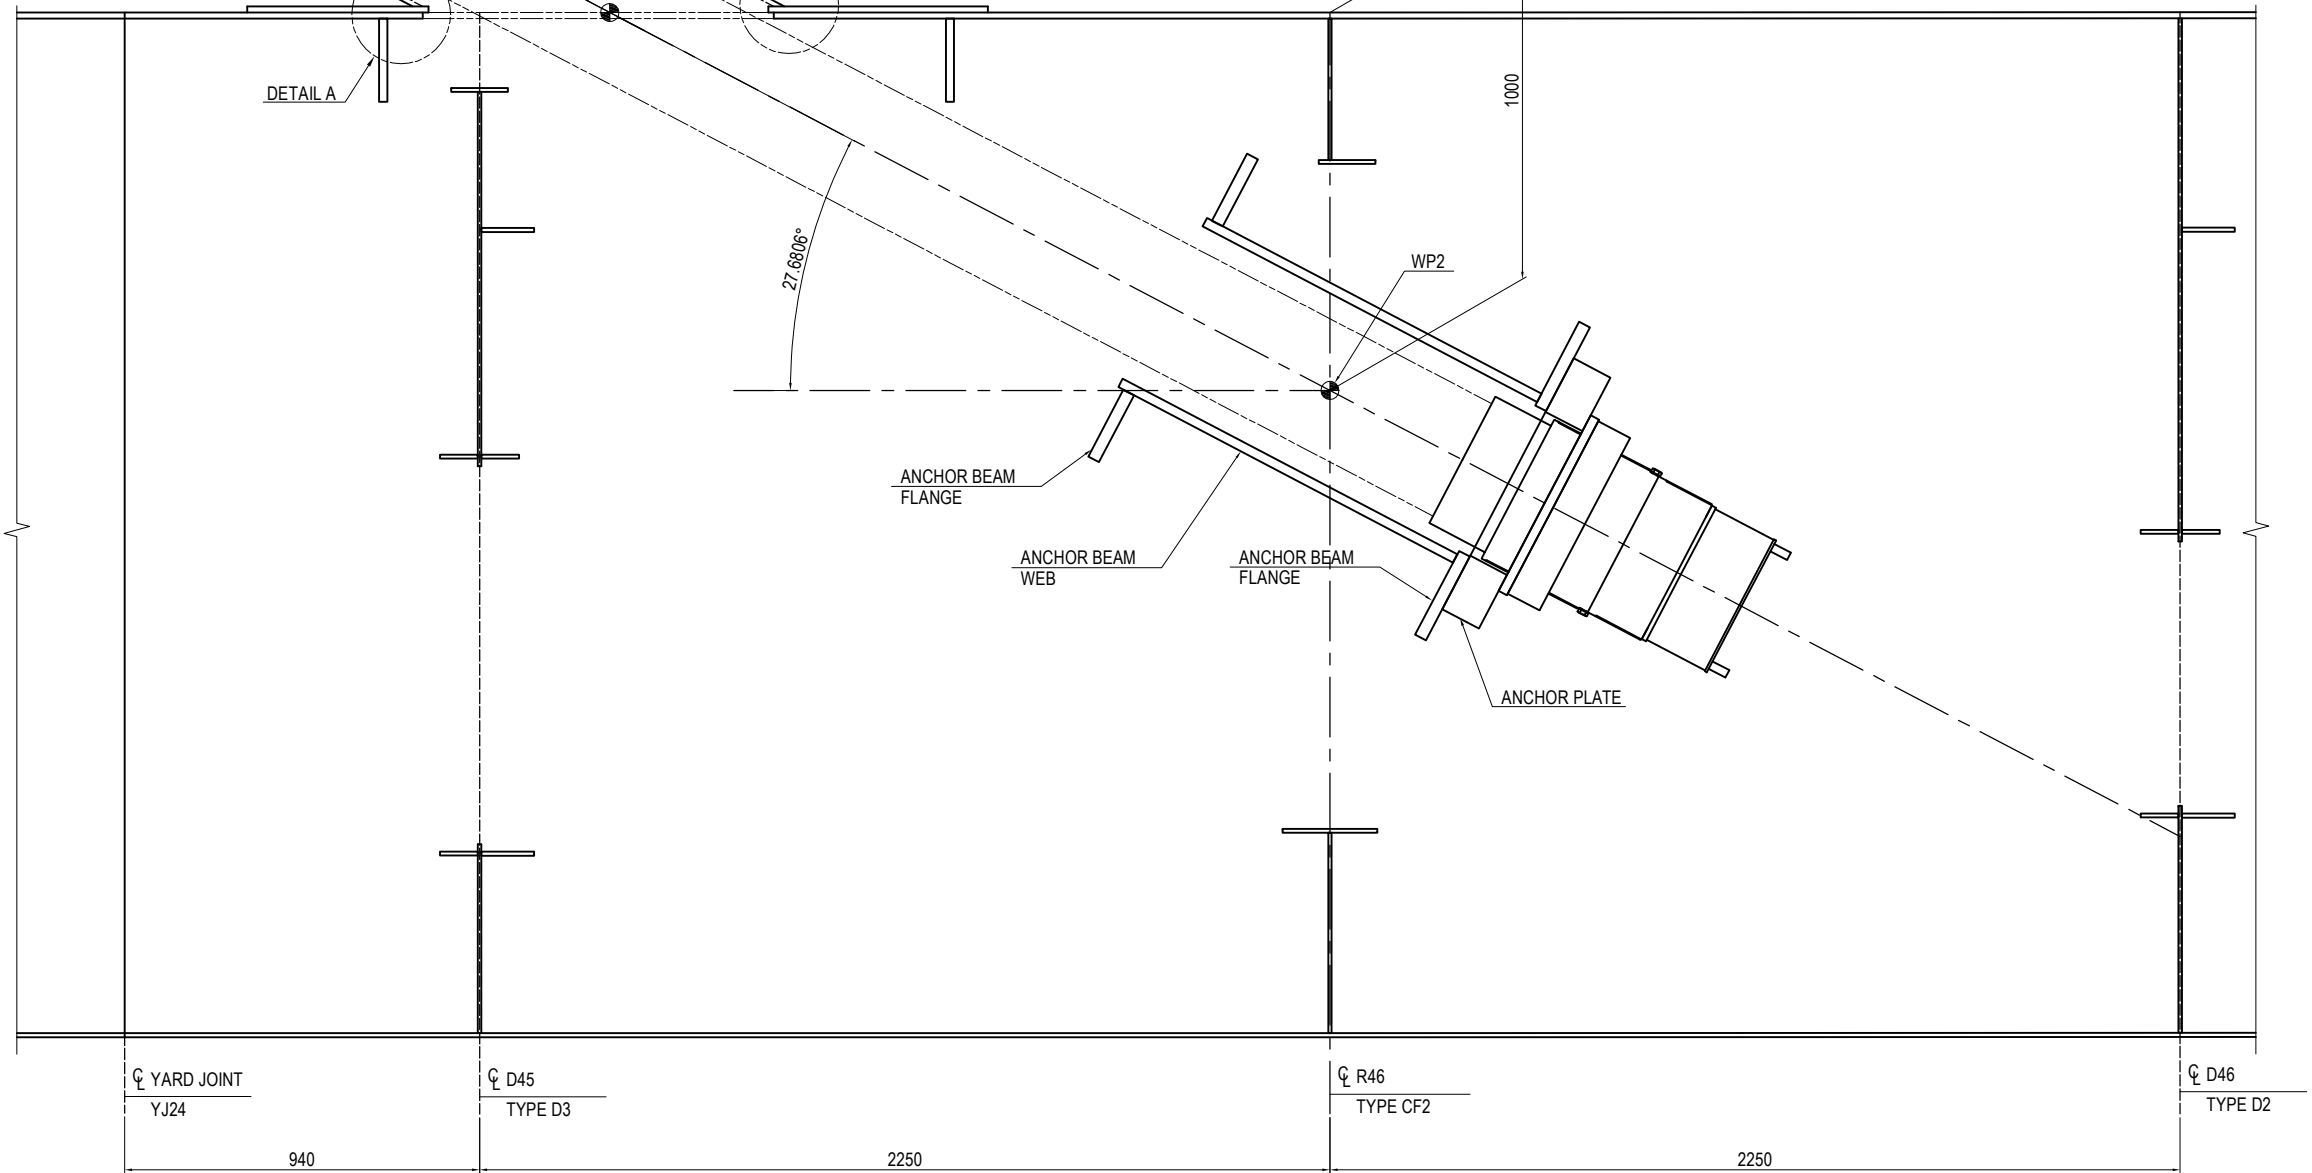 DETAIL A
1000
27.6806°
WP2
ANCHOR BEAM
FLANGE
ANCHOR BEAM
WEB
ANCHOR BEAM
FLANGE
ANCHOR PLATE
℄ YARD JOINT
YJ24
℄ D45
TYPE D3
℄ R46
TYPE CF2
℄ D46
TYPE D2
940
2250
2250